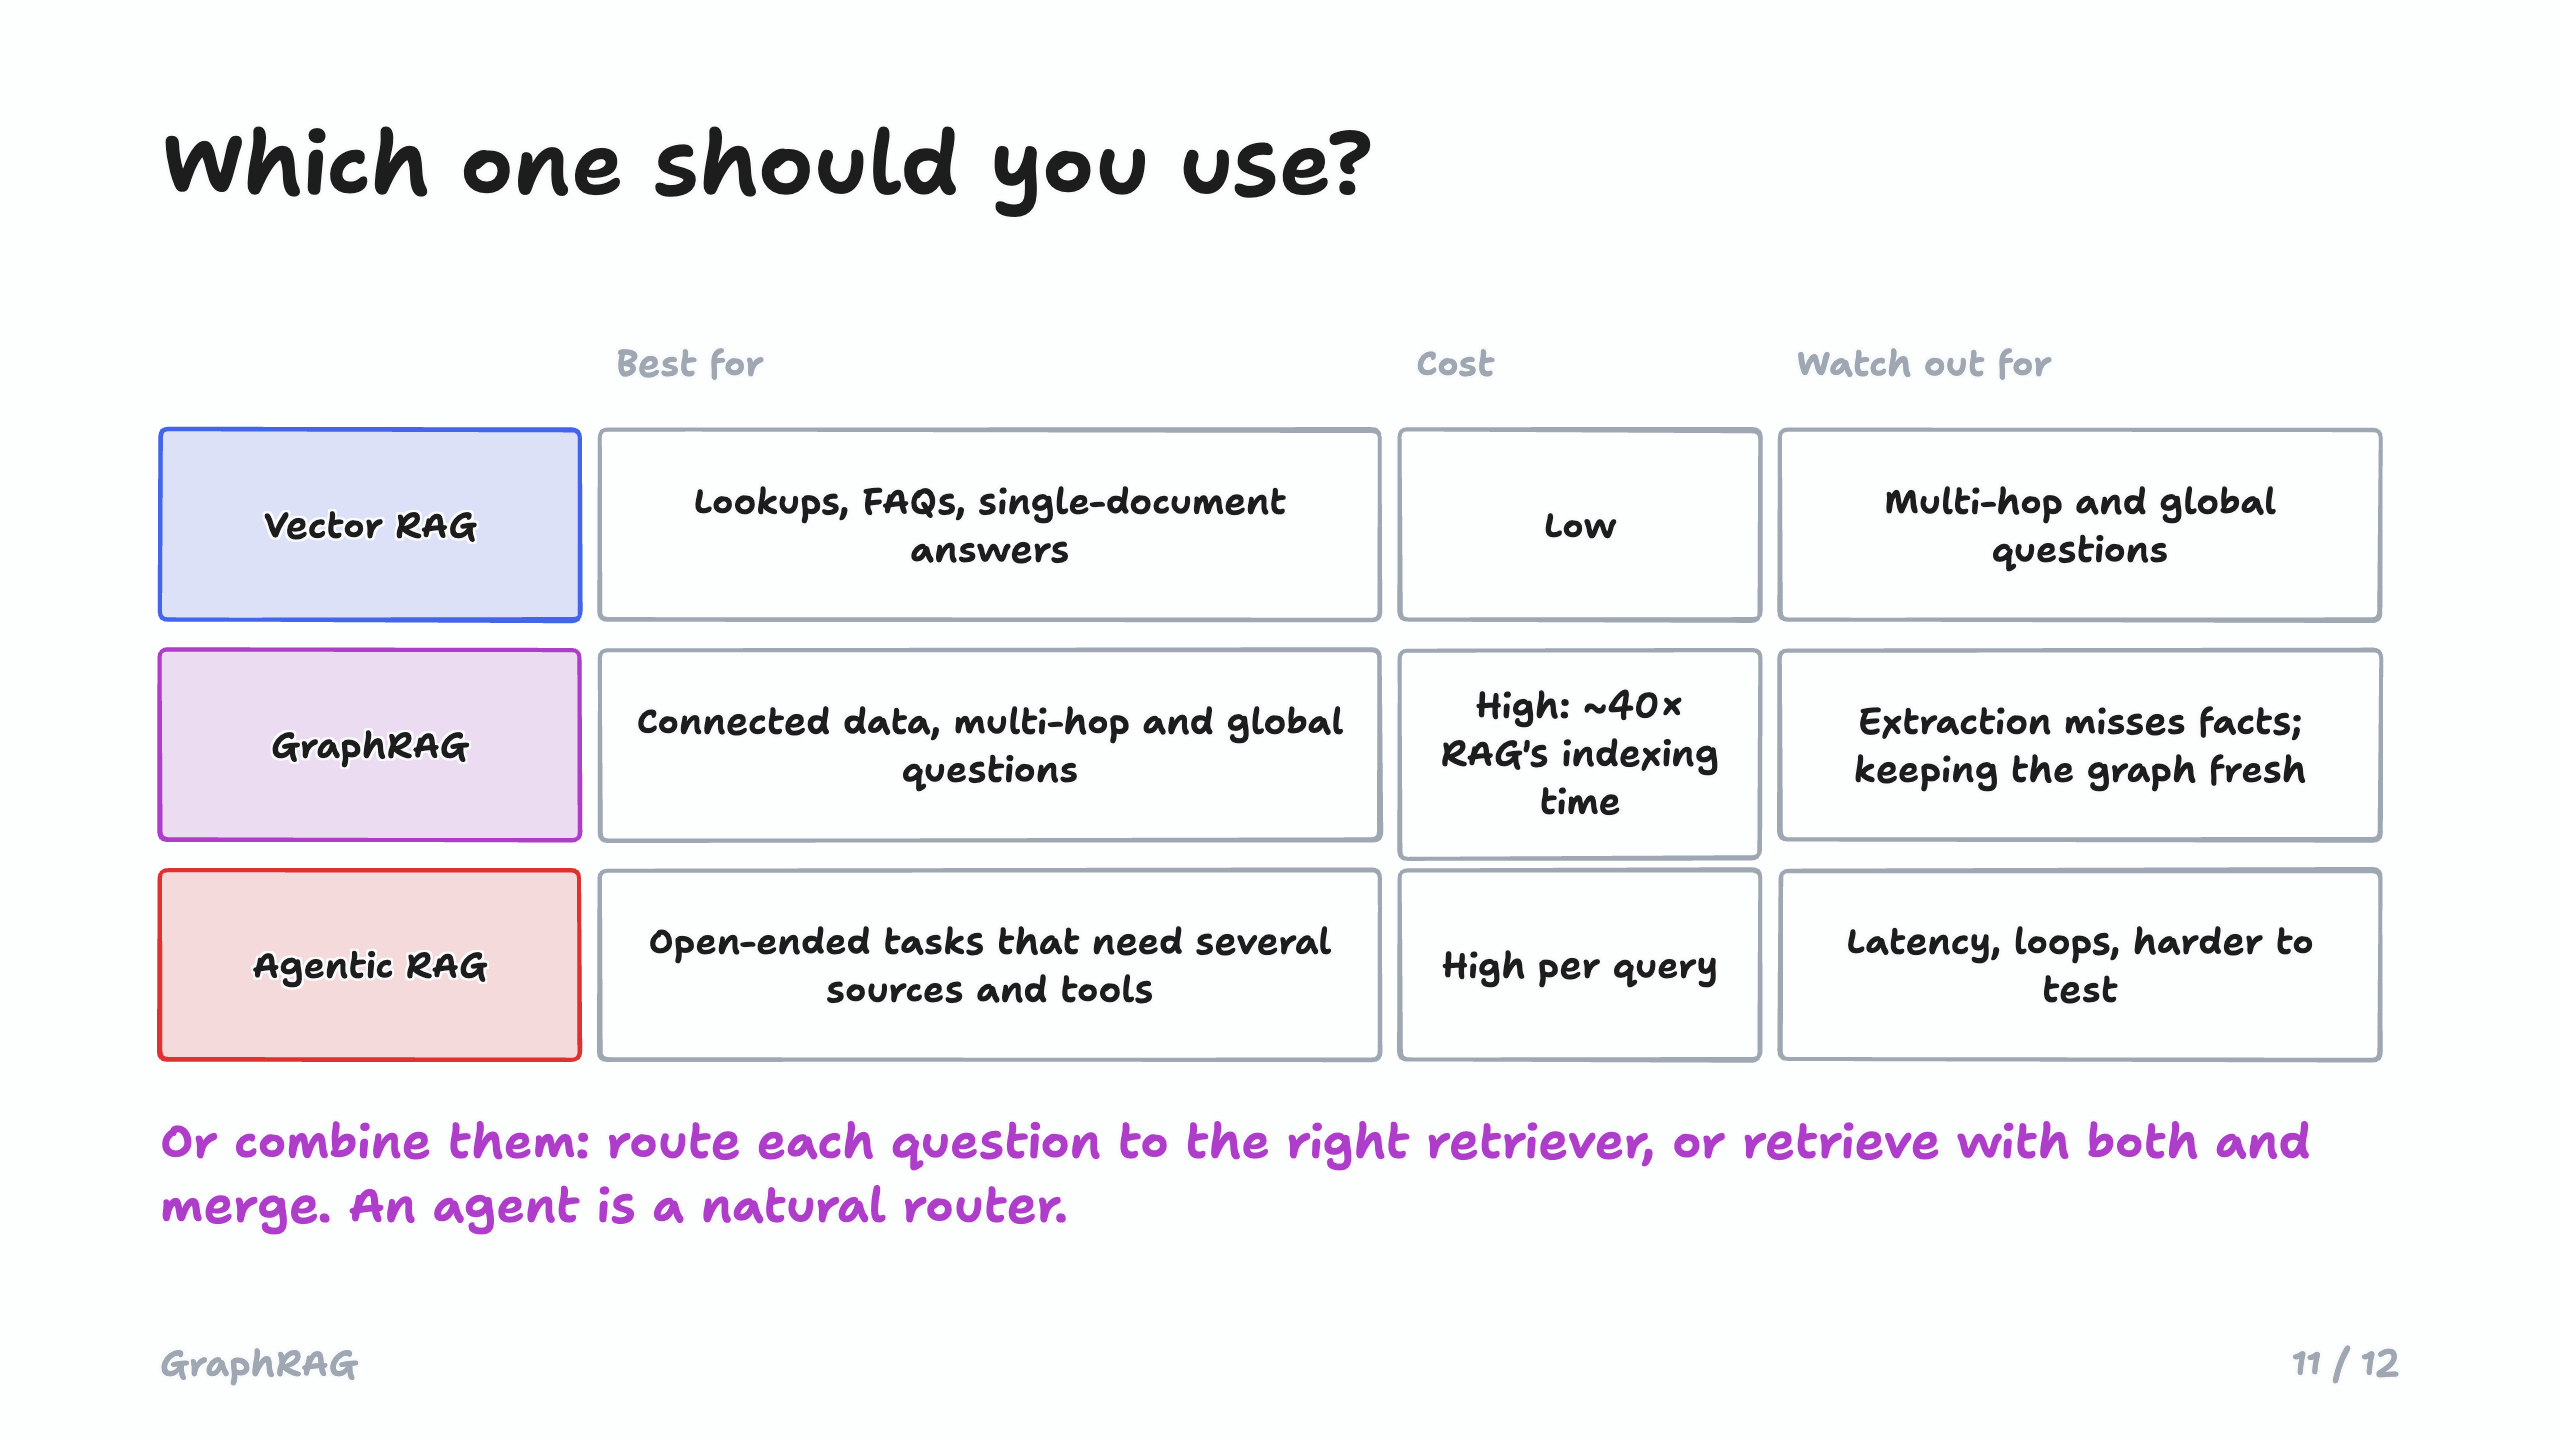 Which one should you use?
Best for
Cost
Watch out for
Vector RAG
Lookups, FAQs, single-document
answers
Low
Multi-hop and global
questions
GraphRAG
Connected data, multi-hop and global
questions
High: ~40×
RAG's indexing
time
Extraction misses facts;
keeping the graph fresh
Agentic RAG
Open-ended tasks that need several
sources and tools
High per query
Latency, loops, harder to
test
Or combine them: route each question to the right retriever, or retrieve with both and
merge. An agent is a natural router.
GraphRAG
11 / 12